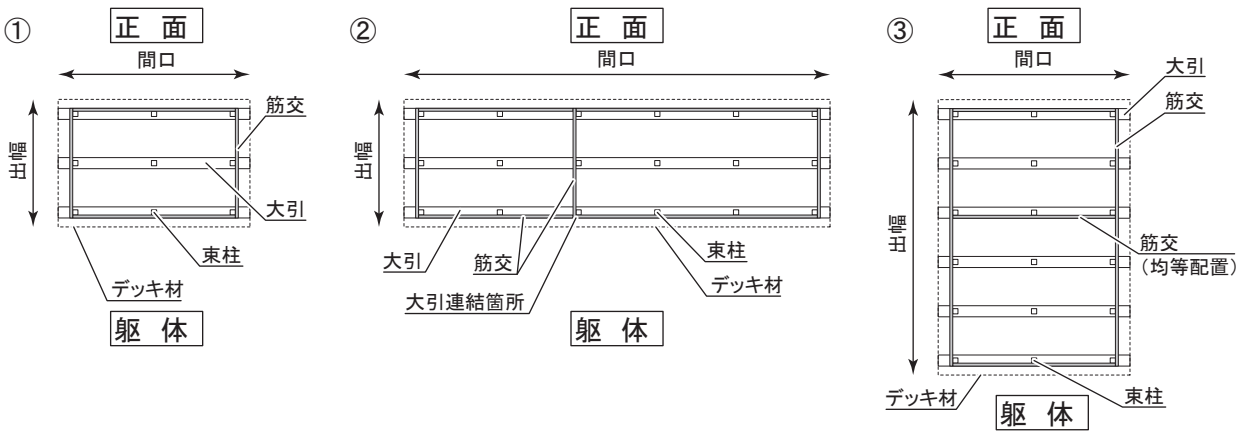 ①
正 面
間口
出幅
筋交
大引
束柱
デッキ材
躯 体
②
正 面
間口
出幅
大引
筋交
大引連結箇所
束柱
デッキ材
躯 体
③
正 面
間口
大引
筋交
出幅
筋交
（均等配置）
デッキ材
束柱
躯 体